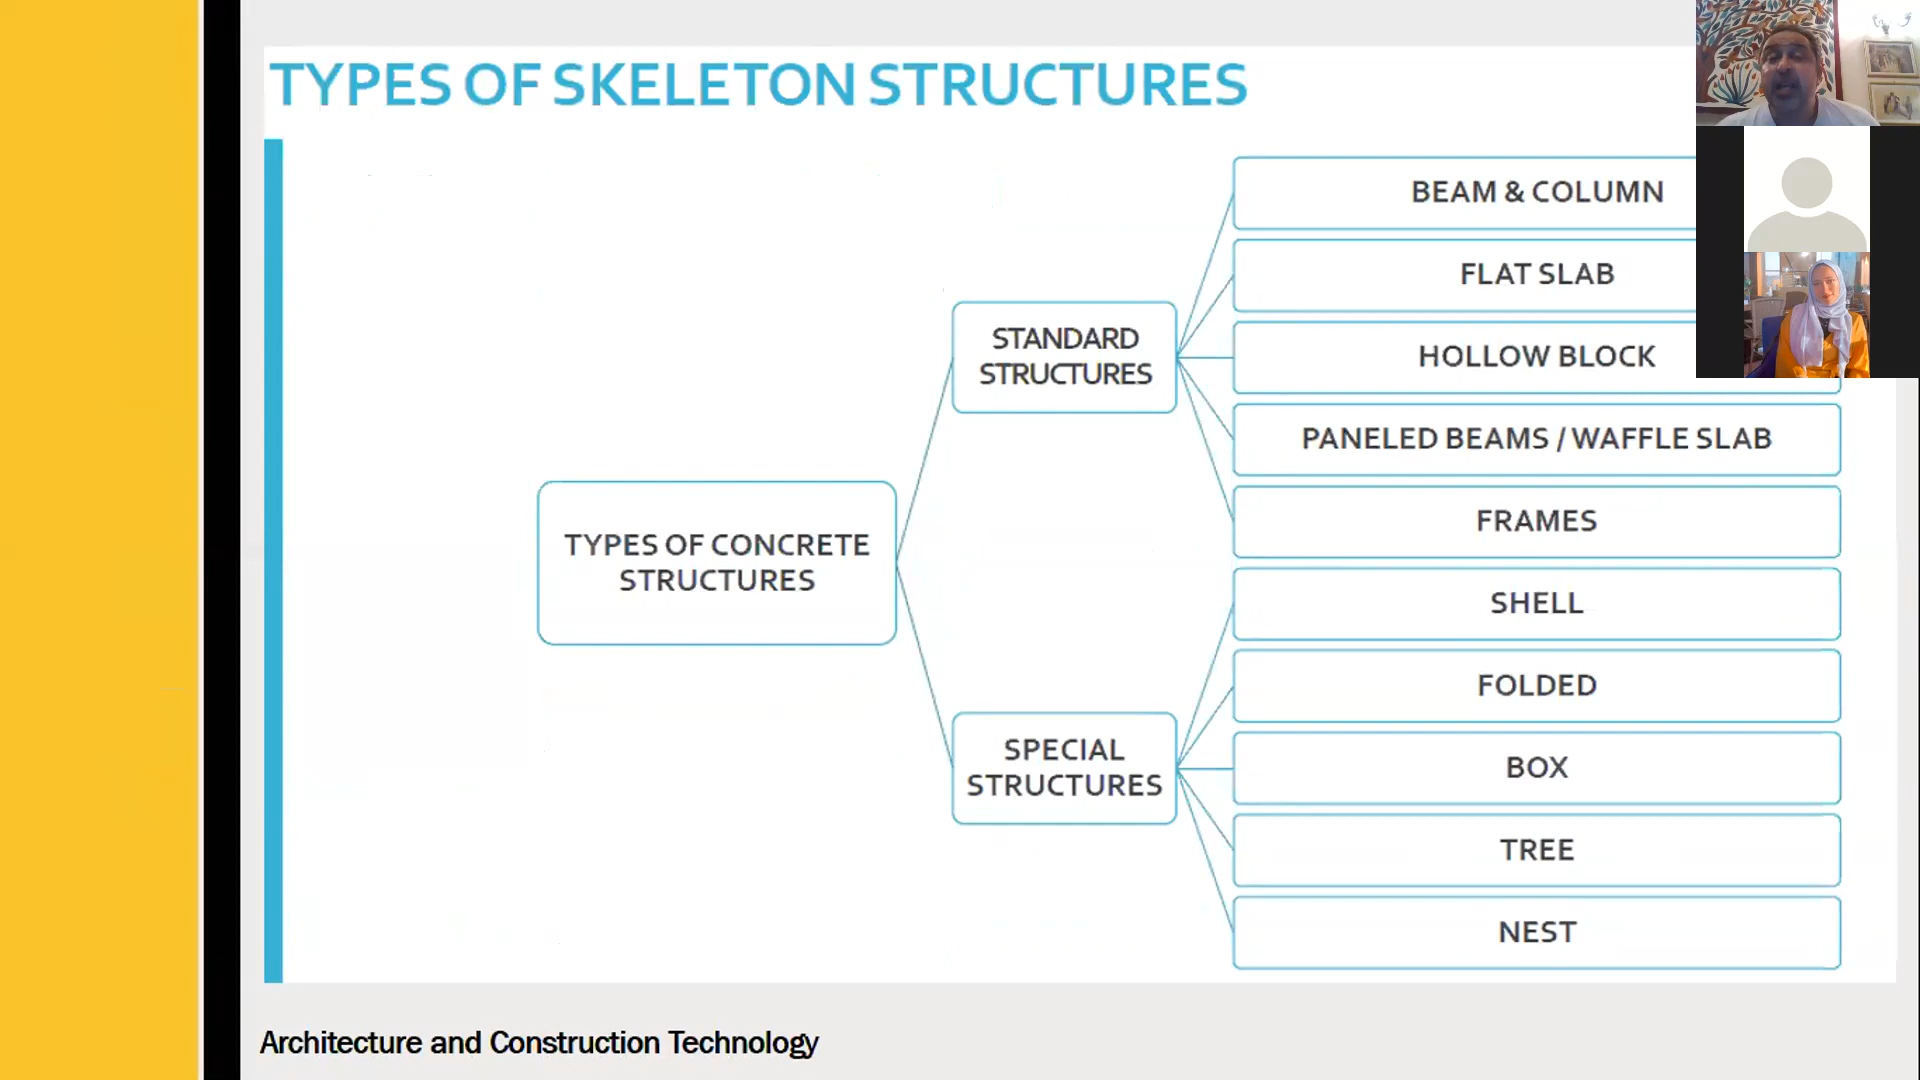 TYPES OF SKELETON STRUCTURES
TYPES OF CONCRETE
STRUCTURES
STANDARD
STRUCTURES
BEAM & COLUMN
FLAT SLAB
HOLLOW BLOCK
PANELED BEAMS / WAFFLE SLAB
FRAMES
SPECIAL
STRUCTURES
SHELL
FOLDED
BOX
TREE
NEST
Architecture and Construction Technology